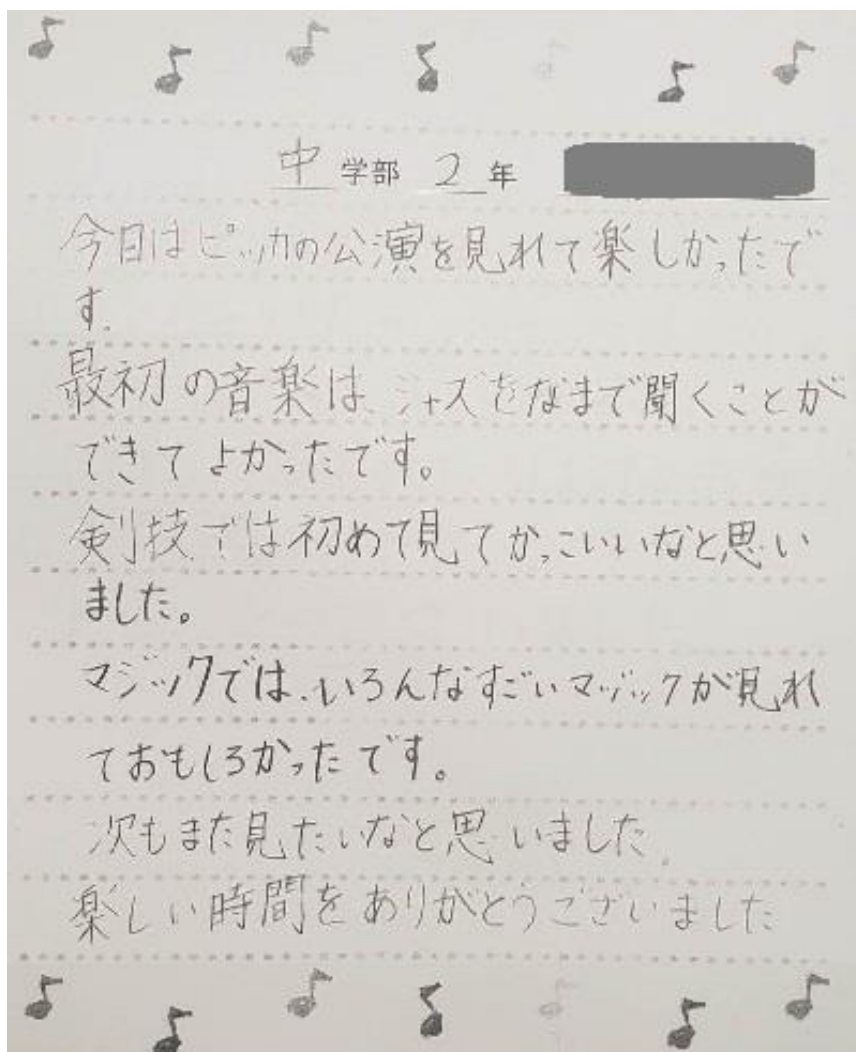 中学部 2年
今日はピッカの公演を見れて楽しかったで
す.
最初の音楽は、ジャズをなまで聞くことが
できてよかったです。
剣技では初めて見てかっこいいなと思い
ました。
マジックでは、いろんなすごいマジックが見れ
ておもしろかったです。
次もまた見たいなと思いました.
楽しい時間をありがとうございました